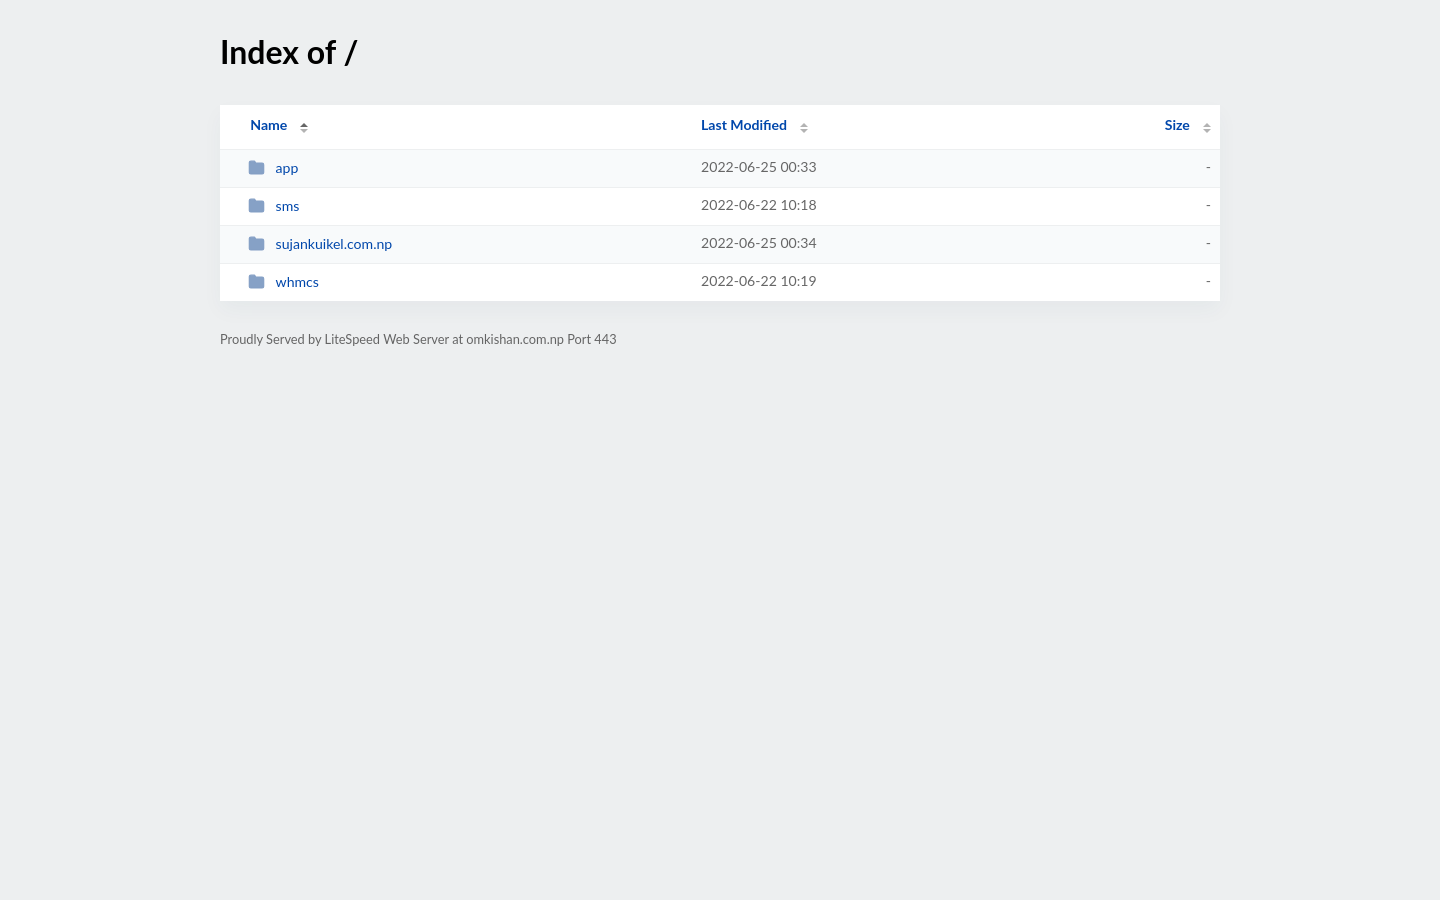 Index of /
Name Last Modified Size
app 2022-06-25 00:33 -
sms 2022-06-22 10:18 -
sujankuikel.com.np 2022-06-25 00:34 -
whmcs 2022-06-22 10:19 -
Proudly Served by LiteSpeed Web Server at omkishan.com.np Port 443